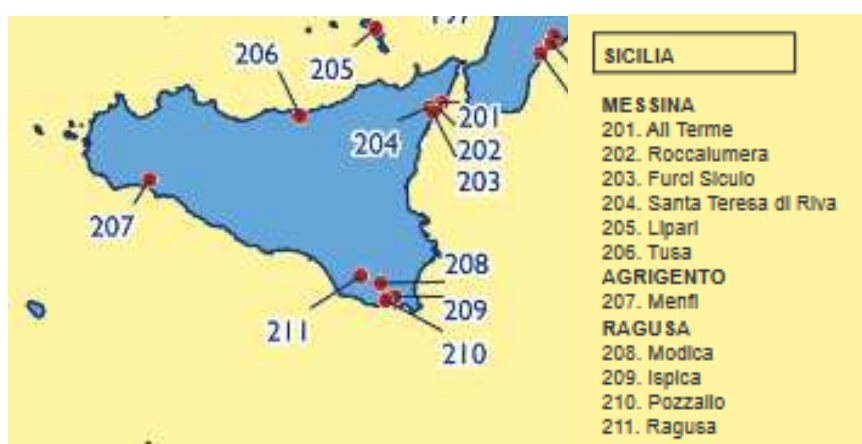 206
205
204
201
202
203
207
208
209
211
210
SICILIA
MESSINA
201. Alì Terme
202. Roccalumera
203. Furci Siculo
204. Santa Teresa di Riva
205. Lipari
206. Tusa
AGRIGENTO
207. Menfi
RAGUSA
208. Modica
209. Ispica
210. Pozzallo
211. Ragusa